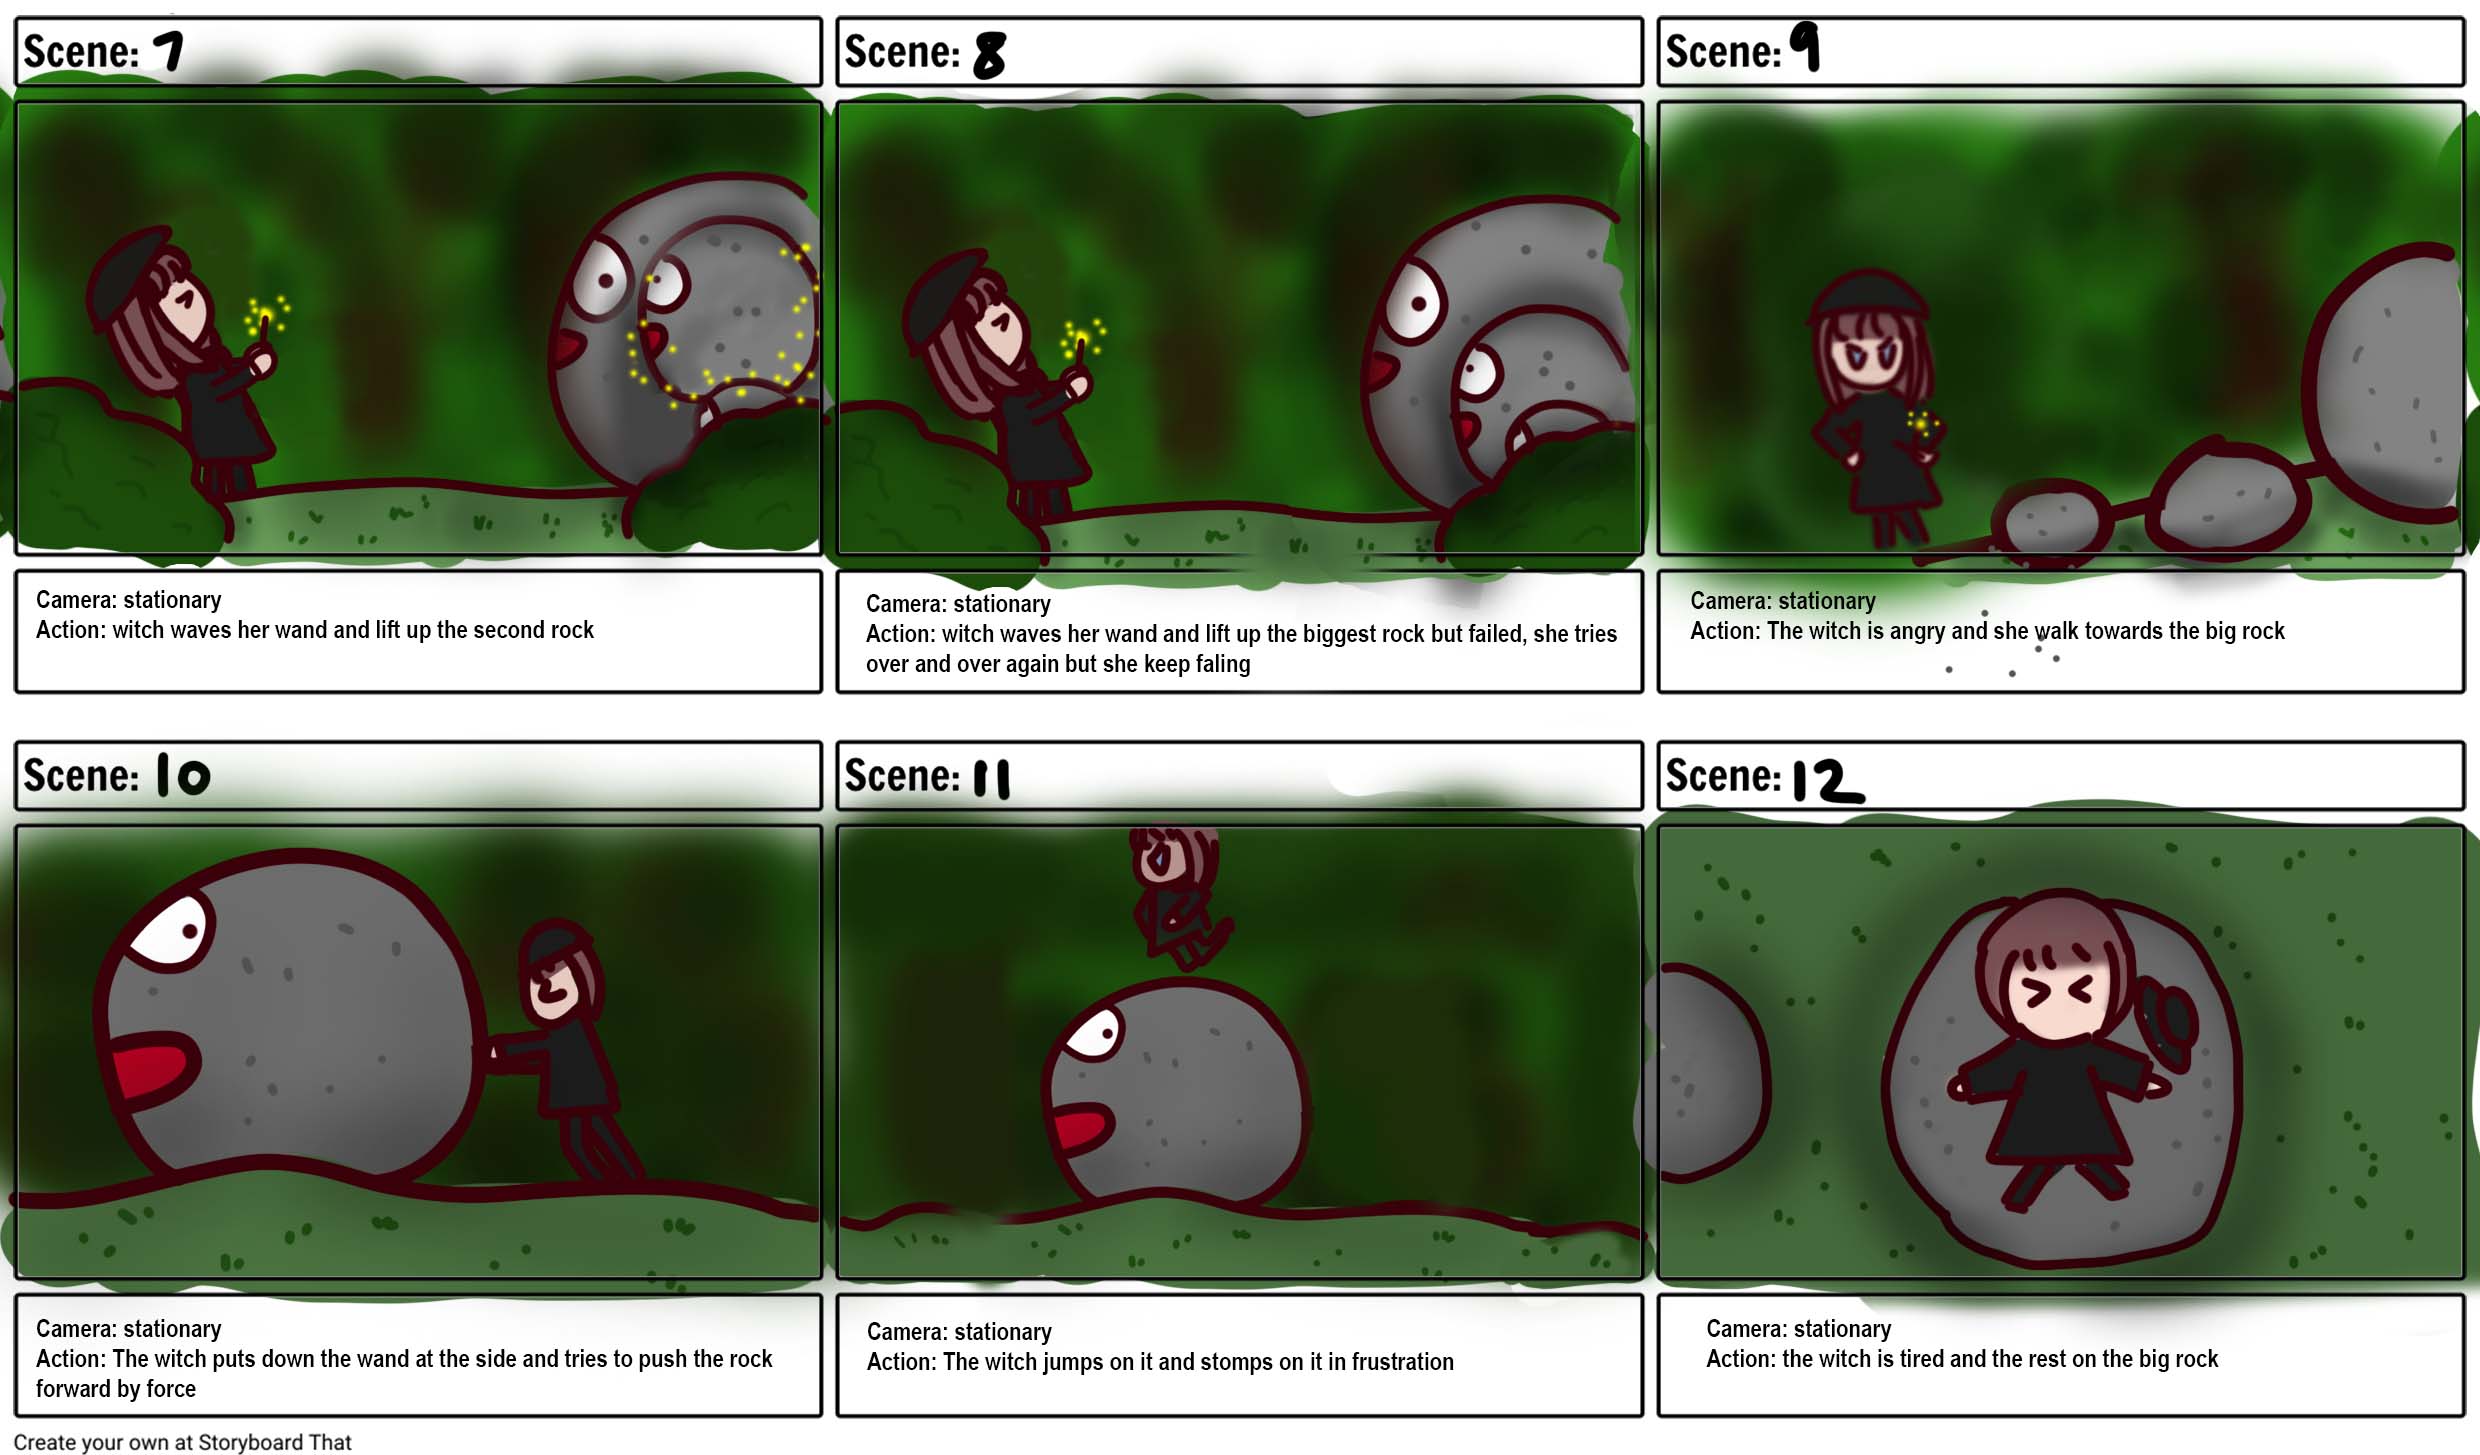 Scene: 7
Scene: 8
Scene: 9
Camera: stationary
Action: witch waves her wand and lift up the second rock
Camera: stationary
Action: witch waves her wand and lift up the biggest rock but failed, she tries
over and over again but she keep faling
Camera: stationary
Action: The witch is angry and she walk towards the big rock
Scene: 10
Scene: 11
Scene: 12
Camera: stationary
Action: The witch puts down the wand at the side and tries to push the rock
forward by force
Camera: stationary
Action: The witch jumps on it and stomps on it in frustration
Camera: stationary
Action: the witch is tired and the rest on the big rock
Create your own at Storyboard That